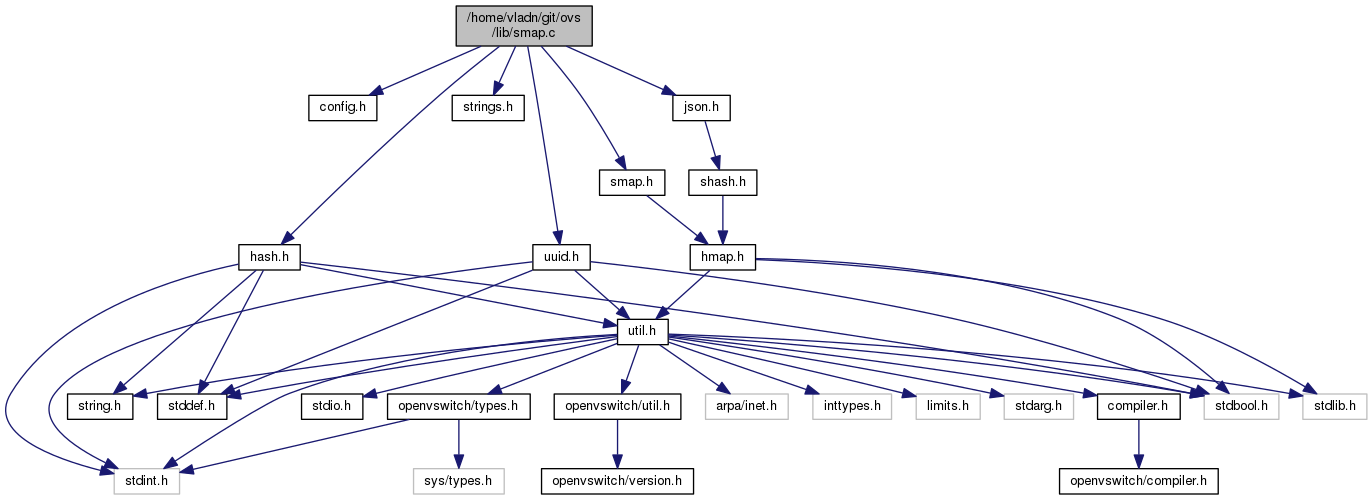 /home/vladn/git/ovs
/lib/smap.c
config.h
strings.h
json.h
smap.h
shash.h
hash.h
uuid.h
hmap.h
util.h
string.h
stddef.h
stdio.h
openvswitch/types.h
openvswitch/util.h
arpa/inet.h
inttypes.h
limits.h
stdarg.h
compiler.h
stdbool.h
stdlib.h
stdint.h
sys/types.h
openvswitch/version.h
openvswitch/compiler.h